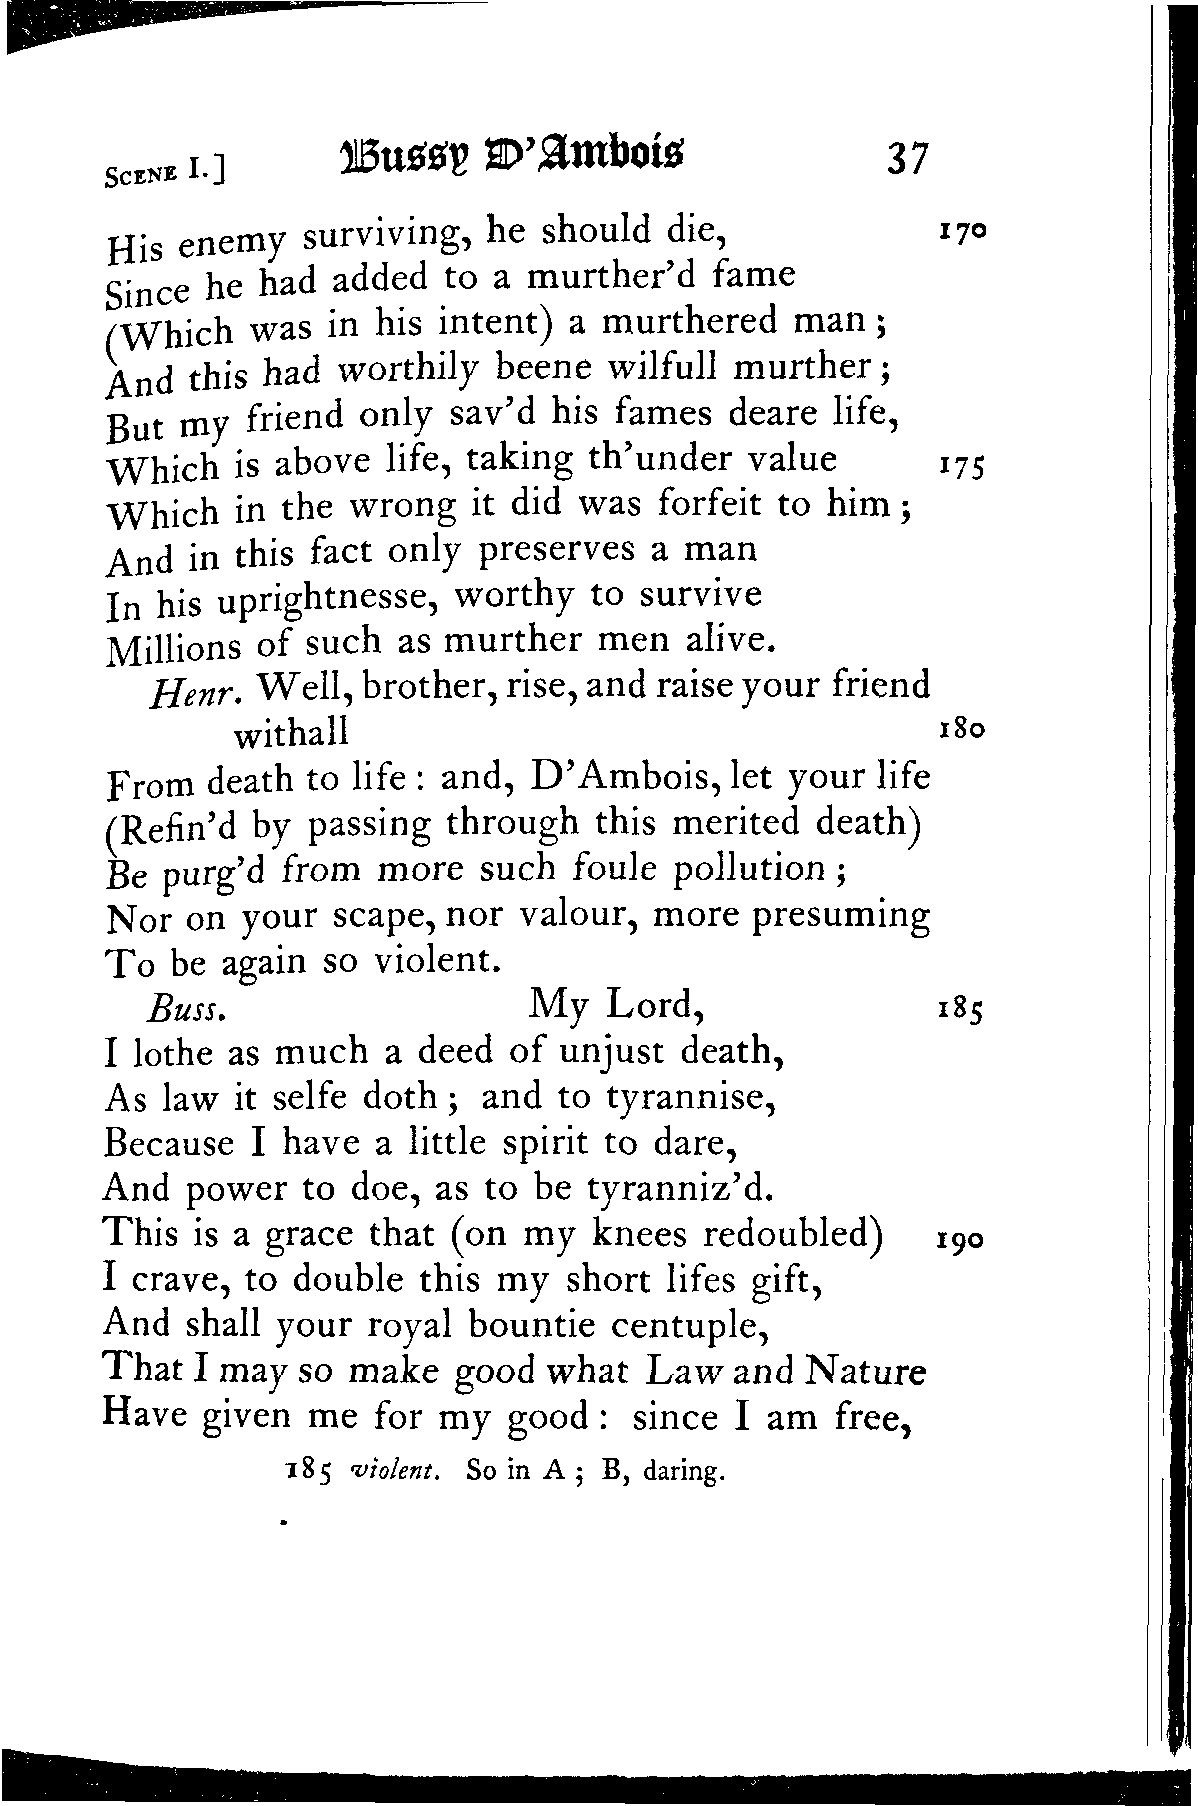 SCENE I.] Bussy D'Ambois 37
His enemy surviving, he should die, 170
Since he had added to a murther'd fame
(Which was in his intent) a murthered man ;
And this had worthily beene wilfull murther ;
But my friend only sav'd his fames deare life,
Which is above life, taking th'under value 175
Which in the wrong it did was forfeit to him ;
And in this fact only preserves a man
In his uprightnesse, worthy to survive
Millions of such as murther men alive.
Henr. Well, brother, rise, and raise your friend
withall 180
From death to life : and, D'Ambois, let your life
(Refin'd by passing through this merited death)
Be purg'd from more such foule pollution ;
Nor on your scape, nor valour, more presuming
To be again so violent.
Buss. My Lord, 185
I lothe as much a deed of unjust death,
As law it selfe doth ; and to tyrannise,
Because I have a little spirit to dare,
And power to doe, as to be tyranniz'd.
This is a grace that (on my knees redoubled) 190
I crave, to double this my short lifes gift,
And shall your royal bountie centuple,
That I may so make good what Law and Nature
Have given me for my good : since I am free,
185 violent. So in A ; B, daring.